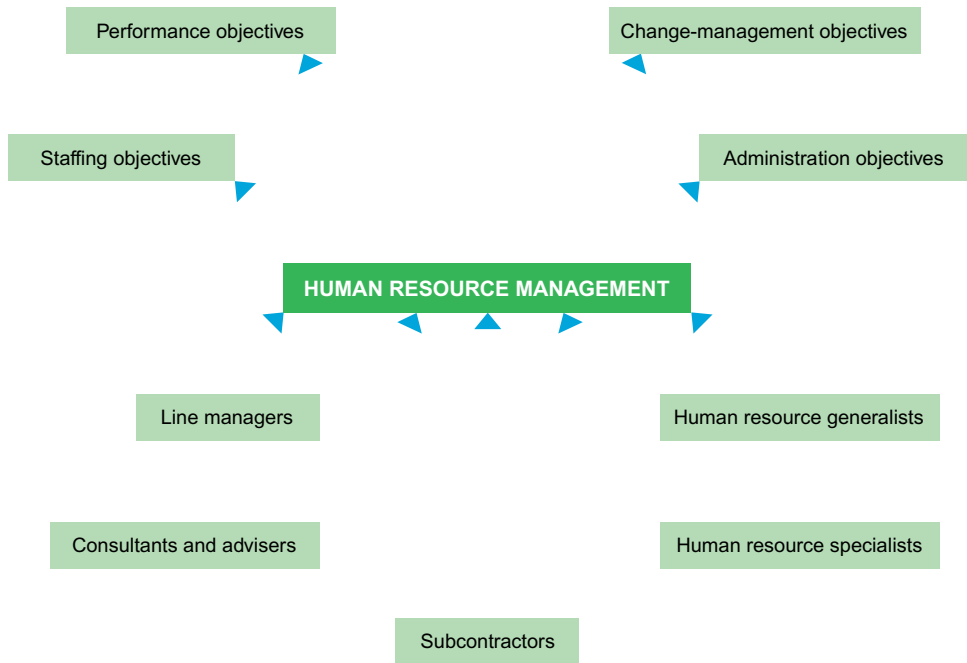 Performance objectives
Change-management objectives
Staffing objectives
Administration objectives
HUMAN RESOURCE MANAGEMENT
Line managers
Human resource generalists
Consultants and advisers
Human resource specialists
Subcontractors